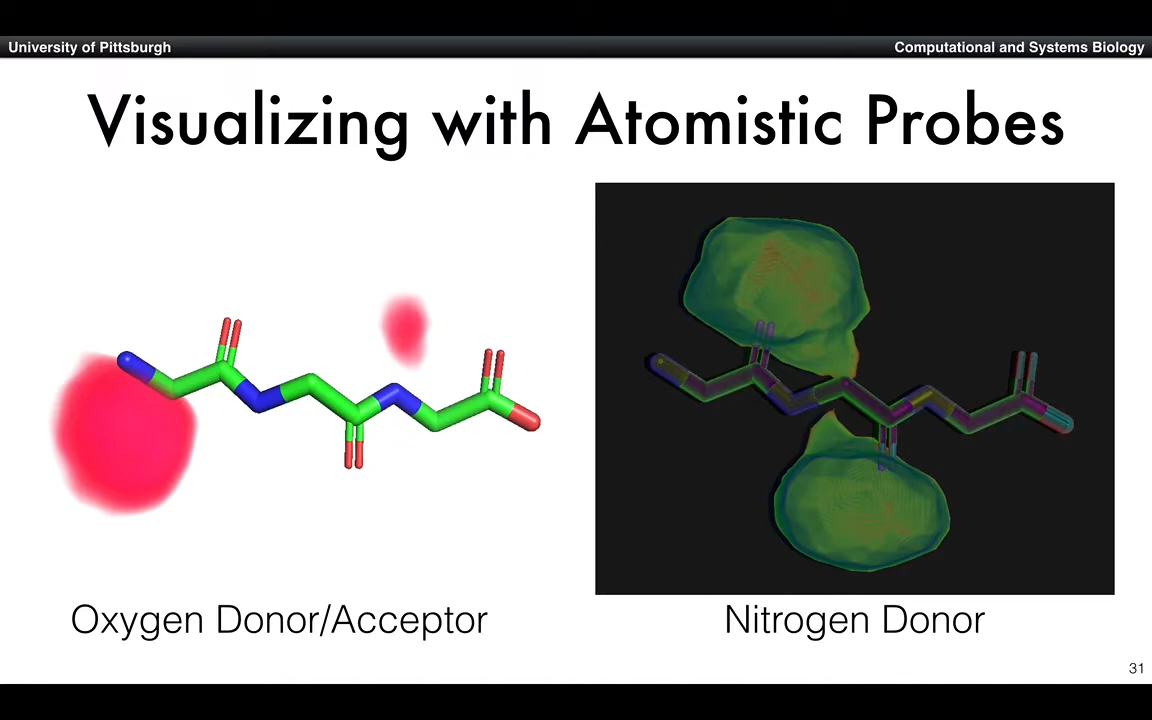 University of Pittsburgh
Computational and Systems Biology
Visualizing with Atomistic Probes
Oxygen Donor/Acceptor
Nitrogen Donor
31